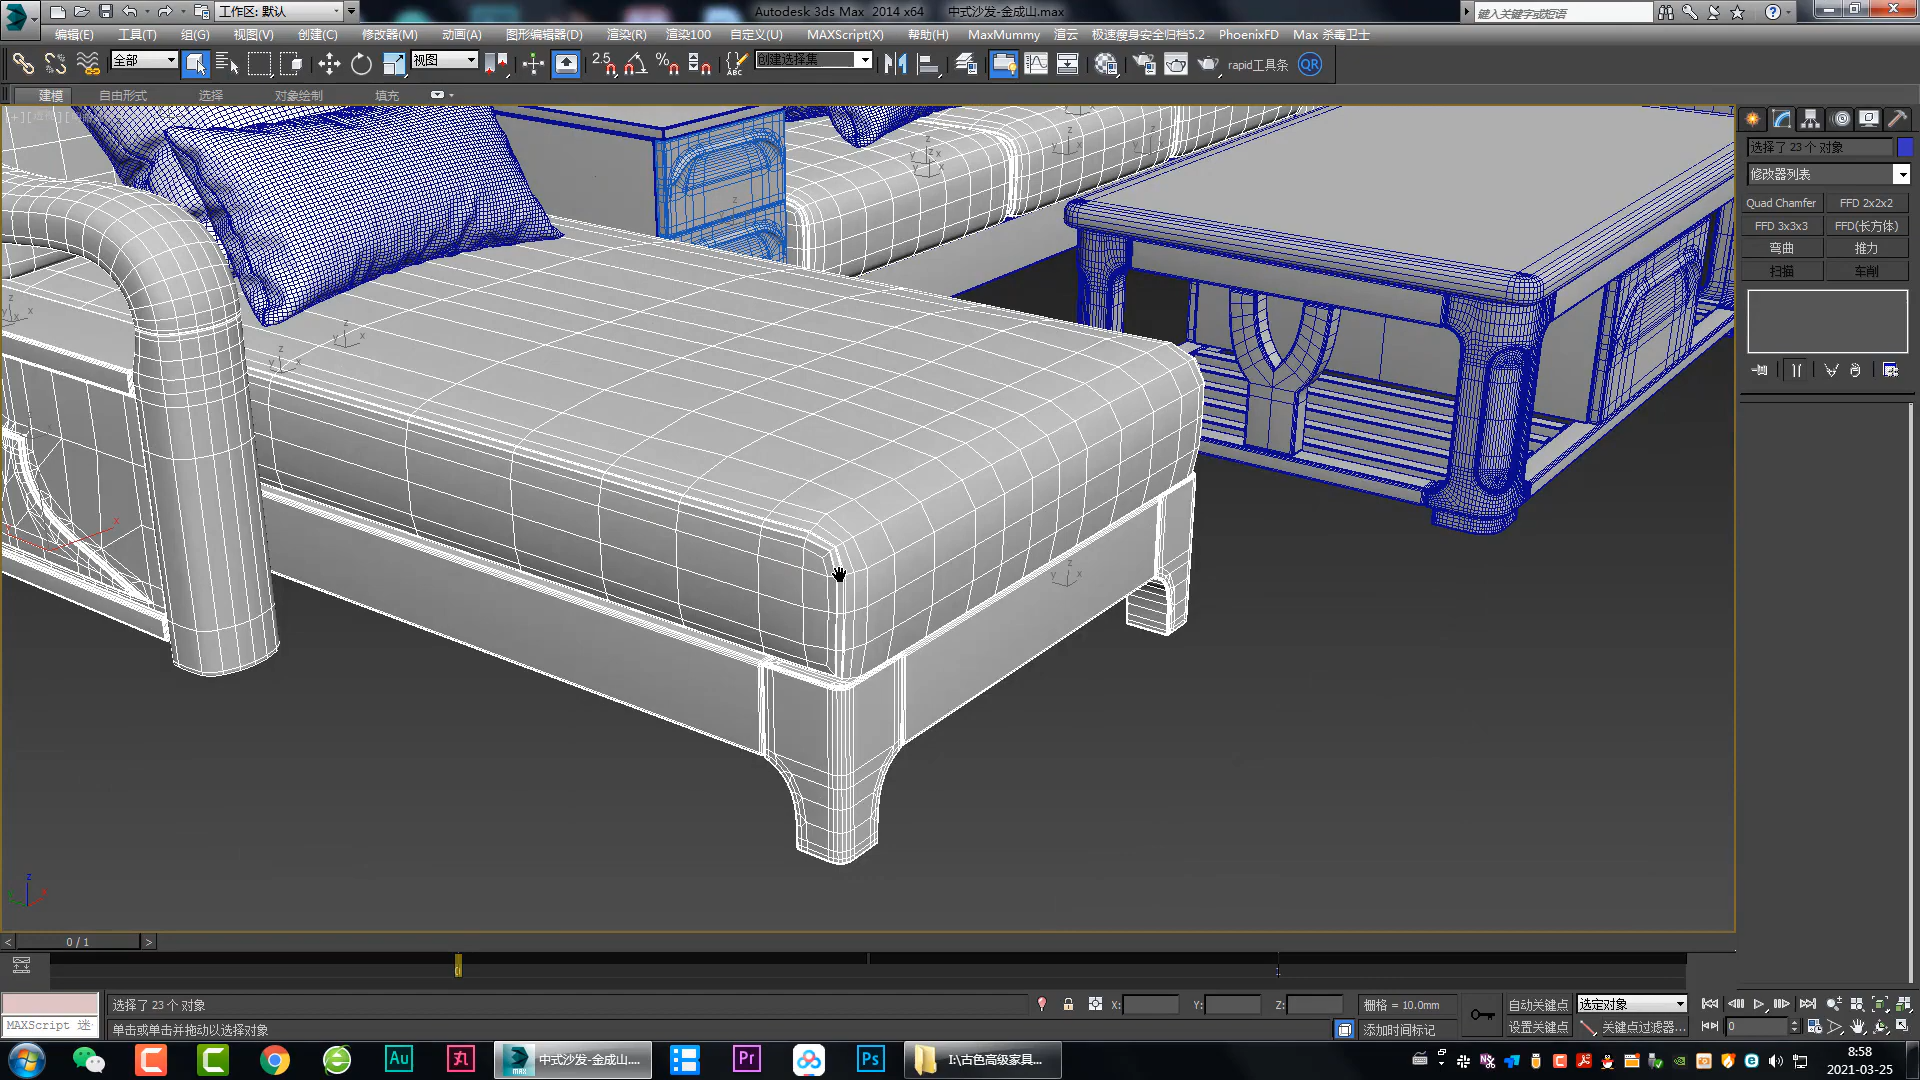 工作区: 默认
Autodesk 3ds Max 2014 x64 中式沙发-金成山.max
键入关键字或短语
编辑(E) 工具(T) 组(G) 视图(V) 创建(C) 修改器(M) 动画(A) 图形编辑器(D) 渲染(R) 渲染100 自定义(U) MAXScript(X) 帮助(H) MaxMummy 渲云 极速瘦身安全归档5.2 PhoenixFD Max 杀毒卫士
全部 视图 2.5 创建选择集 rapid工具条 QR
建模 自由形式 选择 对象绘制 填充
选择了 23 个 对象
修改器列表
Quad Chamfer FFD 2x2x2
FFD 3x3x3 FFD(长方体)
弯曲 推力
扫描 车削
0 / 1
选择了 23 个 对象 X: Y: Z: 栅格 = 10.0mm 自动关键点 选定对象
MAXScript 迷 单击或单击并拖动以选择对象 添加时间标记 设置关键点 关键点过滤器... 0
Au 丸 中式沙发-金成山.... Pr Ps I:\古色高级家具...
8:58
2021-03-25